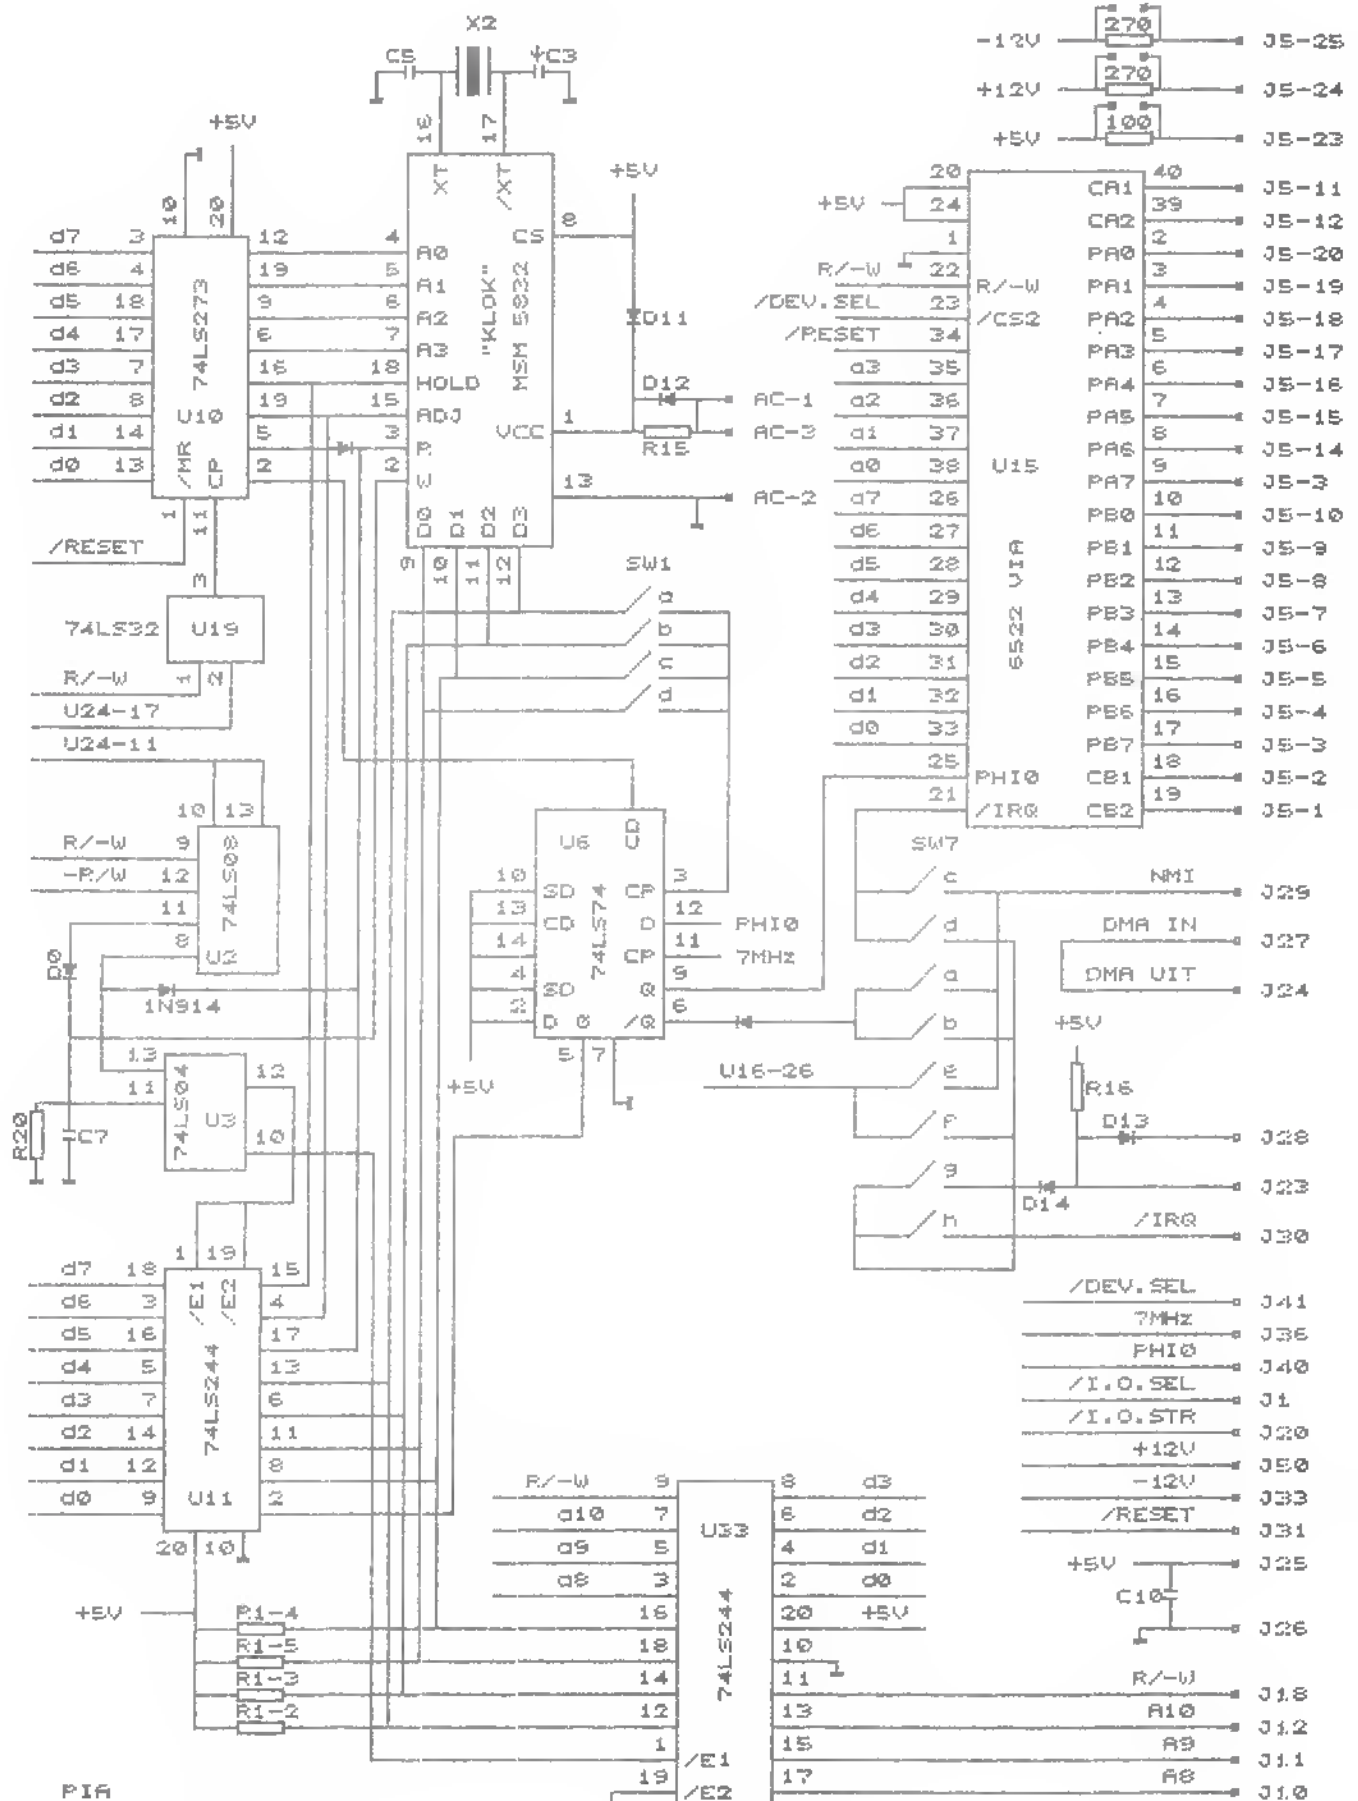 X2
C5
C3
16
17
XT
/XT
-12V
270
J5-25
+12V
270
J5-24
+5V
100
J5-23
+5V
10
20
d7 3
d6 4
d5 18
d4 17
d3 7
d2 8
d1 14
d0 13
74LS273
U10
/MR
CP
12
19
9
6
16
19
5
2
1
11
/RESET
3
74LS32
U19
1
2
R/-W
U24-17
U24-11
4 A0
5 A1
6 A2
7 A3
18 HOLD
15 ADJ
3 R
2 W
"KLOK"
MSM 5832
CS 8
VCC 1
13
D0
D1
D2
D3
9
10
11
12
+5V
D11
D12
R15
AC-1
AC-3
AC-2
SW1
a
b
c
d
+5V
20
24
1
R/-W 22 R/-W
/DEV.SEL 23 /CS2
/RESET 34
a3 35
a2 36
a1 37
a0 38
a7 26
d6 27
d5 28
d4 29
d3 30
d2 31
d1 32
d0 33
25 PHI0
21 /IRQ
U15
6522 VIA
CA1 40 J5-11
CA2 39 J5-12
PA0 2 J5-20
PA1 3 J5-19
PA2 4 J5-18
PA3 5 J5-17
PA4 6 J5-16
PA5 7 J5-15
PA6 8 J5-14
PA7 9 J5-3
PB0 10 J5-10
PB1 11 J5-9
PB2 12 J5-8
PB3 13 J5-7
PB4 14 J5-6
PB5 15 J5-5
PB6 16 J5-4
PB7 17 J5-3
CB1 18 J5-2
CB2 19 J5-1
10
13
R/-W 9
-R/W 12
11
8
74LS08
U2
D0
1N914
13
11
74LS04
U3
12
10
R20
C7
U6
74LS74
CD
10 SD
13 CD
14
4 SD
2 D
Q
CP 3
D 12 PHI0
CP 11 7MHz
Q 9
/Q 6
5
7
+5V
SW7
c
d
a
b
e
f
g
h
NMI
J29
DMA IN
J27
DMA UIT
J24
+5V
U16-26
R16
D13
J28
J23
D14
/IRQ
J30
1
19
/E1
/E2
d7 18
d6 3
d5 16
d4 5
d3 7
d2 14
d1 12
d0 9
74LS244
U11
15
4
17
13
6
11
8
2
20
10
+5V
R1-4
R1-5
R1-3
R1-2
/DEV.SEL J41
7MHz J36
PHI0 J40
/I.O.SEL J1
/I.O.STR J20
+12V J50
-12V J33
/RESET J31
+5V J25
C10
J26
R/-W 9
a10 7
a9 5
a8 3
16
18
14
12
1 /E1
19 /E2
U33
74LS244
8 d3
6 d2
4 d1
2 d0
20 +5V
10
11 R/-W J18
13 A10 J12
15 A9 J11
17 A8 J10
PIA